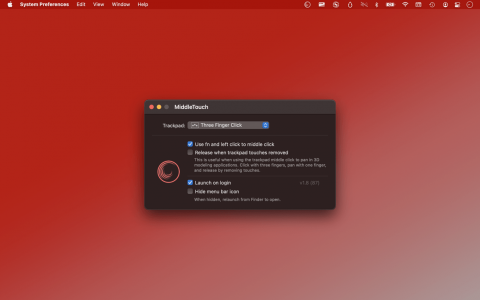 System Preferences Edit View Window Help
MiddleTouch
Trackpad: Three Finger Click
Use fn and left click to middle click
Release when trackpad touches removed
This is useful when using the trackpad middle click to pan in 3D
modeling applications. Click with three fingers, pan with one finger,
and release by removing touches.
Launch on login
Hide menu bar icon
When hidden, relaunch from Finder to open.